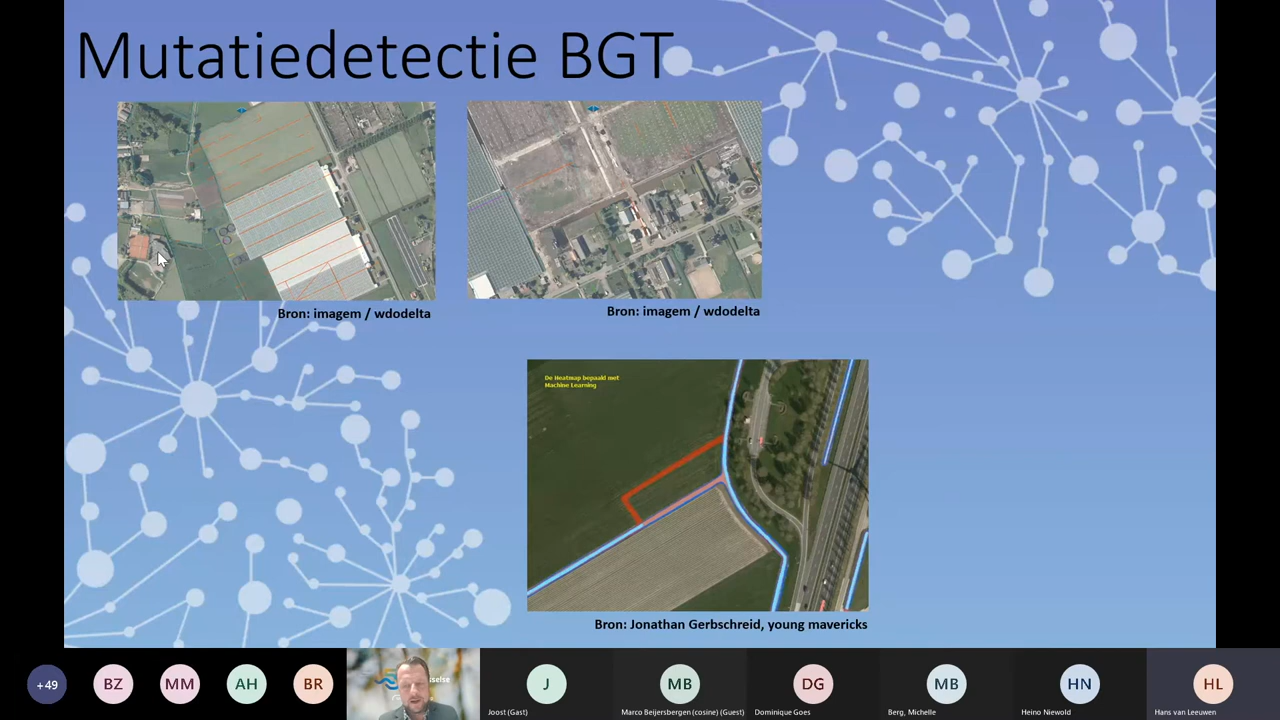 Mutatiedetectie BGT
Bron: imagem / wdodelta
Bron: imagem / wdodelta
De Heatmap bepaald met
Machine Learning
Bron: Jonathan Gerbschreid, young mavericks
+49
BZ
MM
AH
BR
sselse
J
Joost (Gast)
MB
Marco Beijersbergen (cosine) (Guest)
DG
Dominique Goes
MB
Berg, Michelle
HN
Heino Niewold
HL
Hans van Leeuwen